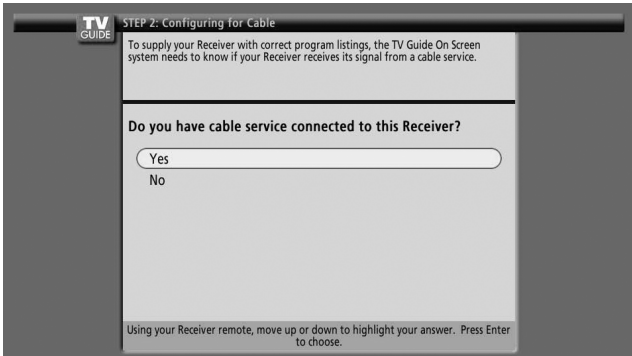 TV
GUIDE
STEP 2: Configuring for Cable
To supply your Receiver with correct program listings, the TV Guide On Screen
system needs to know if your Receiver receives its signal from a cable service.
Do you have cable service connected to this Receiver?
Yes
No
Using your Receiver remote, move up or down to highlight your answer. Press Enter
to choose.